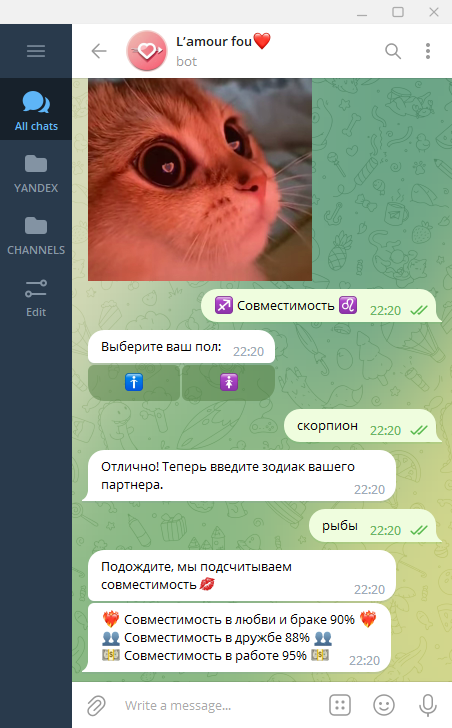 L'amour fou❤️
bot
All chats
YANDEX
CHANNELS
Edit
♐ Совместимость ♌ 22:20
Выберите ваш пол: 22:20
скорпион 22:20
Отлично! Теперь введите зодиак вашего
партнера. 22:20
рыбы 22:20
Подождите, мы подсчитываем
совместимость💋 22:20
❤️‍🔥 Совместимость в любви и браке 90% ❤️‍🔥
👥 Совместимость в дружбе 88% 👥
💵 Совместимость в работе 95% 💵 22:20
Write a message...